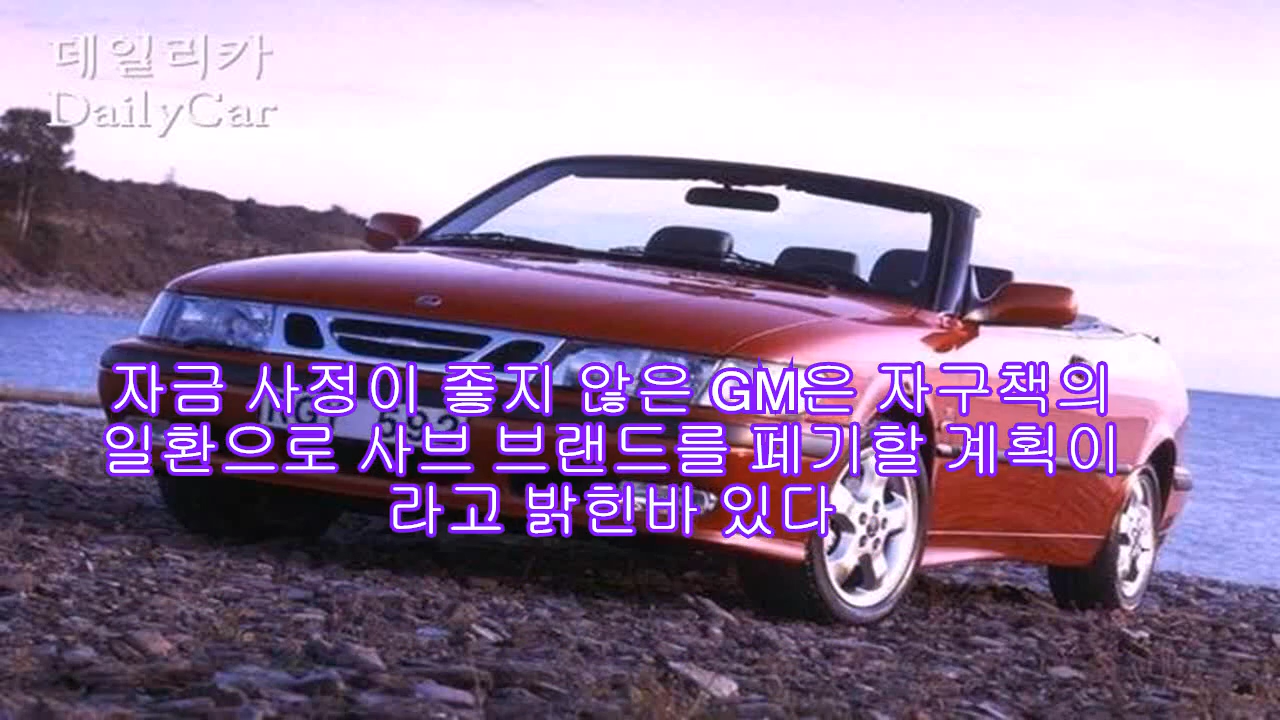 데일리카
DailyCar
자금 사정이 좋지 않은 GM은 자구책의
일환으로 사브 브랜드를 폐기할 계획이
라고 밝힌바 있다